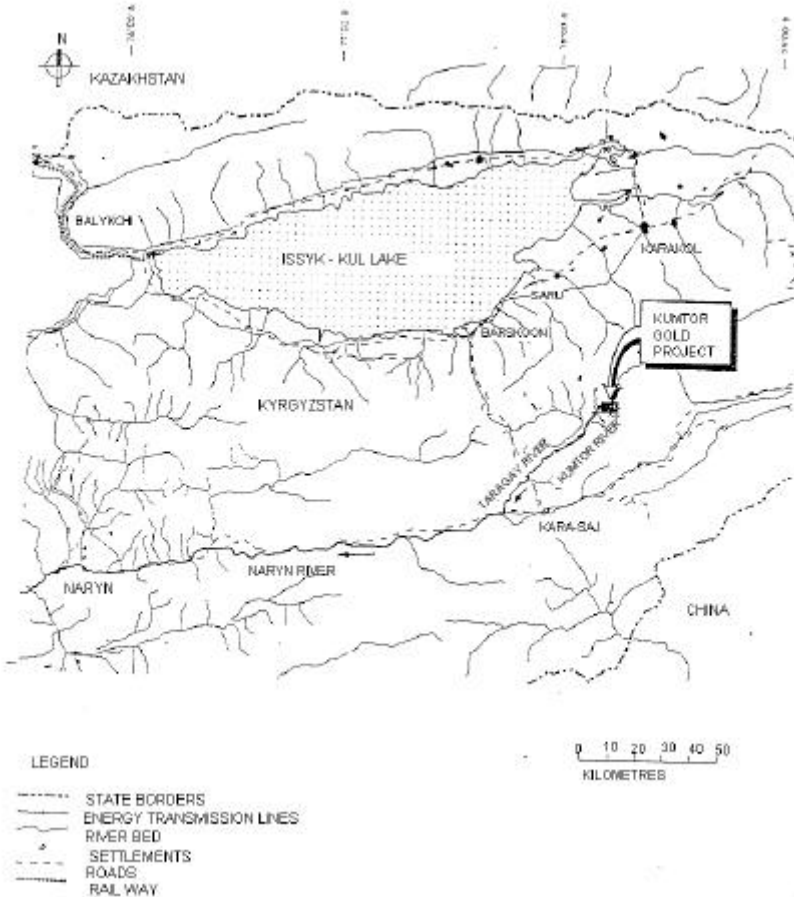 N
KAZAKHSTAN
BALYKCHI
ISSYK - KUL LAKE
KARAKOL
SARU
BARSKOON
KUMTOR
GOLD
PROJECT
KYRGYZSTAN
TARAGAY RIVER
KUMTOR RIVER
KARA-SAJ
NARYN RIVER
NARYN
CHINA
LEGEND
0 10 20 30 40 50
KILOMETRES
STATE BORDERS
ENERGY TRANSMISSION LINES
RIVER BED
SETTLEMENTS
ROADS
RAIL WAY